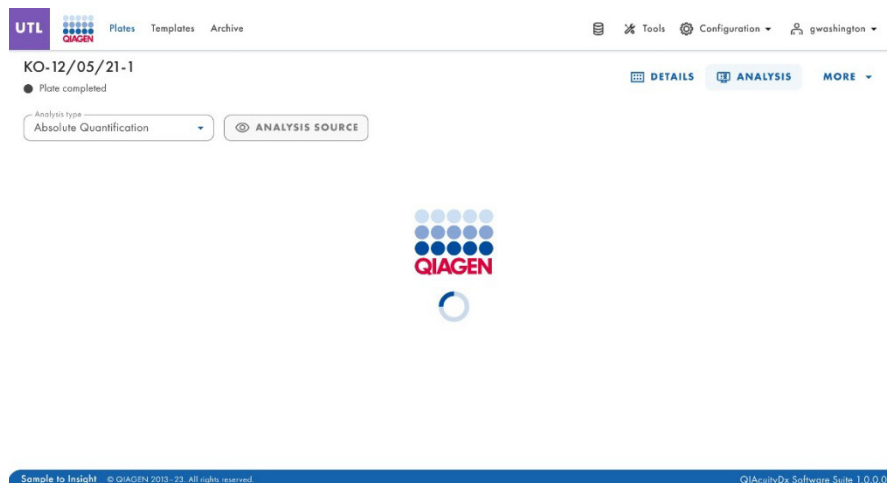 UTL QIAGEN Plates Templates Archive Tools Configuration gwashington
KO-12/05/21-1
Plate completed
DETAILS ANALYSIS MORE
Analysis type
Absolute Quantification
ANALYSIS SOURCE
QIAGEN
Sample to Insight © QIAGEN 2013-23. All rights reserved. QIAcuityDx Software Suite 1.0.0.0